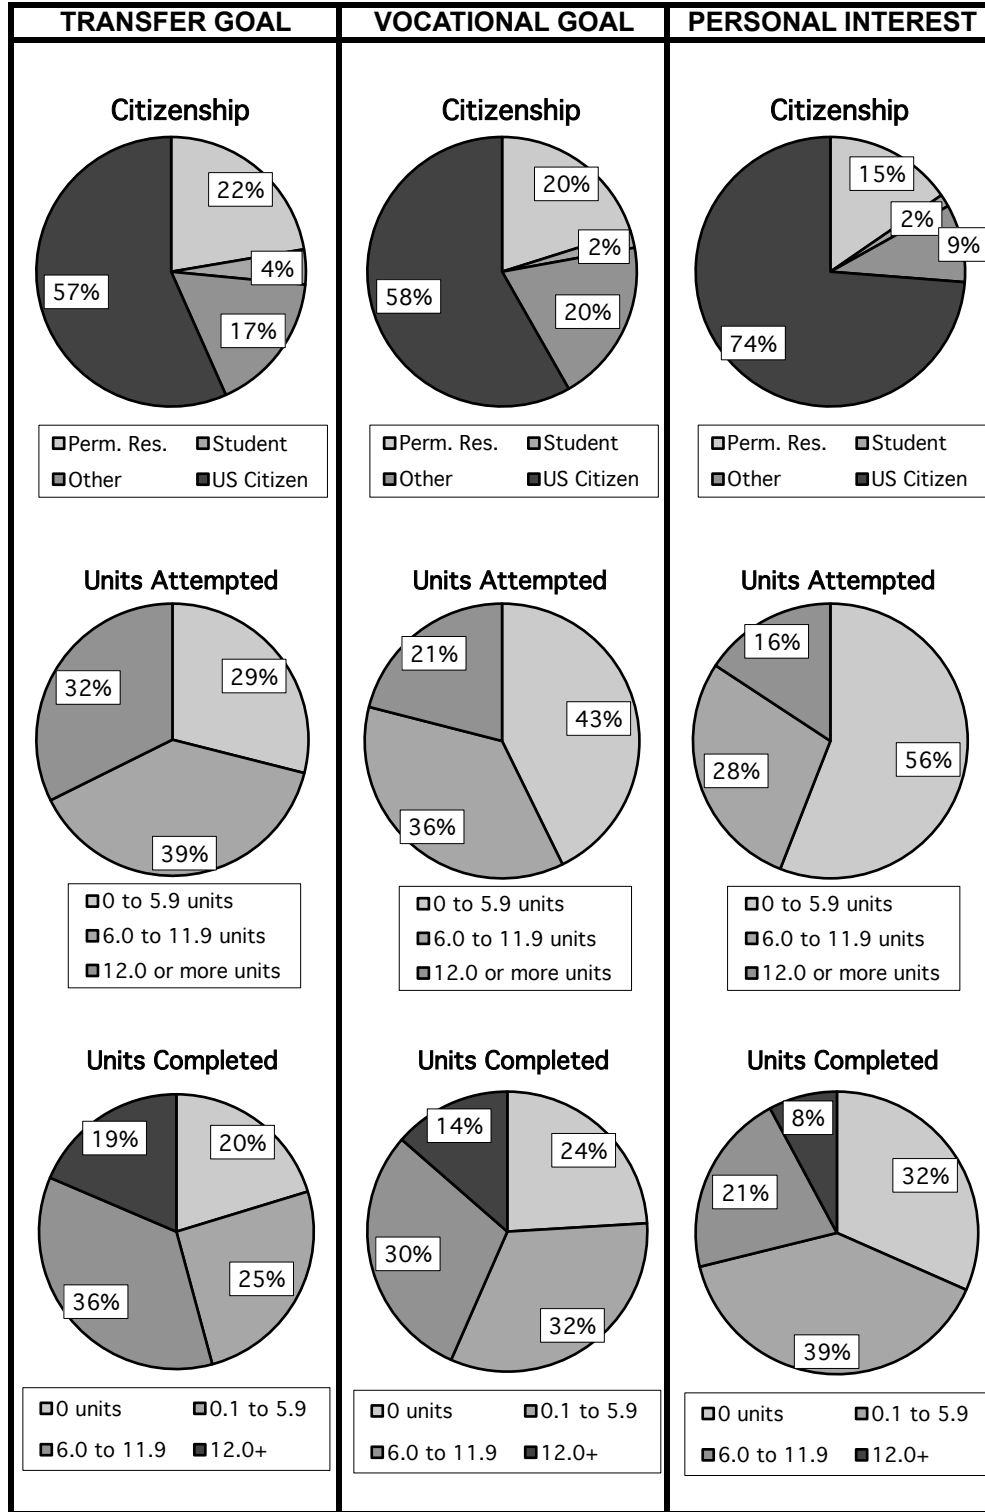 TRANSFER GOAL
VOCATIONAL GOAL
PERSONAL INTEREST
Citizenship
22%
4%
17%
57%
Perm. Res. Student
Other US Citizen
Citizenship
20%
2%
20%
58%
Perm. Res. Student
Other US Citizen
Citizenship
15%
2%
9%
74%
Perm. Res. Student
Other US Citizen
Units Attempted
29%
39%
32%
0 to 5.9 units
6.0 to 11.9 units
12.0 or more units
Units Attempted
43%
36%
21%
0 to 5.9 units
6.0 to 11.9 units
12.0 or more units
Units Attempted
56%
28%
16%
0 to 5.9 units
6.0 to 11.9 units
12.0 or more units
Units Completed
20%
25%
36%
19%
0 units 0.1 to 5.9
6.0 to 11.9 12.0+
Units Completed
24%
32%
30%
14%
0 units 0.1 to 5.9
6.0 to 11.9 12.0+
Units Completed
32%
39%
21%
8%
0 units 0.1 to 5.9
6.0 to 11.9 12.0+